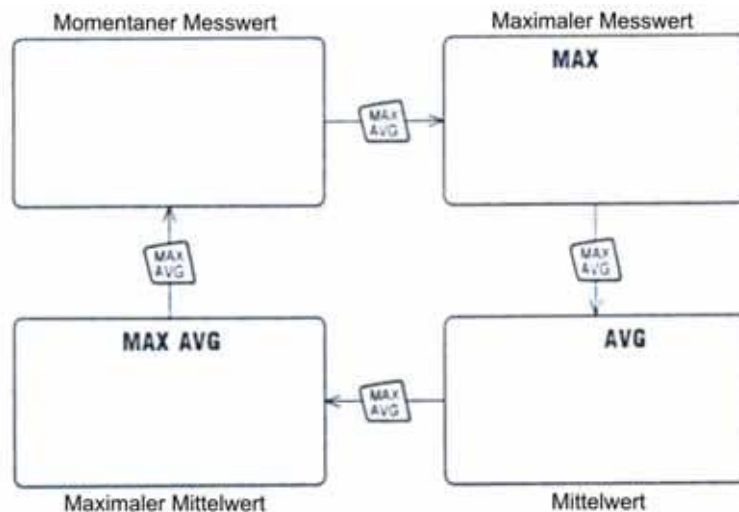 Momentaner Messwert
Maximaler Messwert
MAX
MAX
AVG
MAX
AVG
MAX
AVG
MAX AVG
AVG
MAX
AVG
Maximaler Mittelwert
Mittelwert